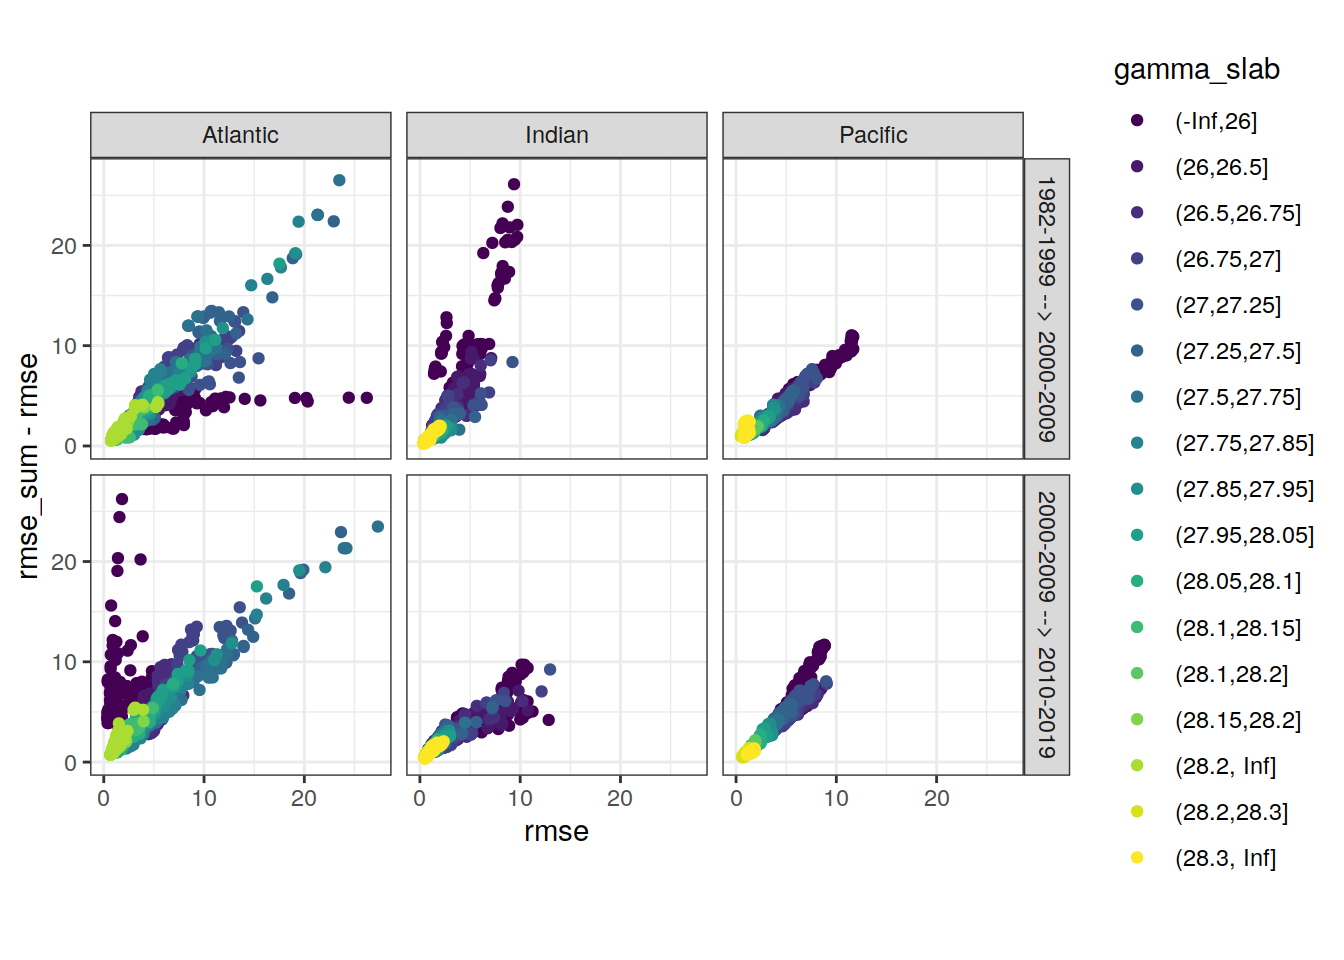 gamma_slab
(-Inf,26]
(26,26.5]
(26.5,26.75]
(26.75,27]
(27,27.25]
(27.25,27.5]
(27.5,27.75]
(27.75,27.85]
(27.85,27.95]
(27.95,28.05]
(28.05,28.1]
(28.1,28.15]
(28.1,28.2]
(28.15,28.2]
(28.2, Inf]
(28.2,28.3]
(28.3, Inf]
Atlantic
Indian
Pacific
1982-1999 --> 2000-2009
2000-2009 --> 2010-2019
rmse_sum - rmse
20
10
0
20
10
0
0 10 20
0 10 20
0 10 20
rmse